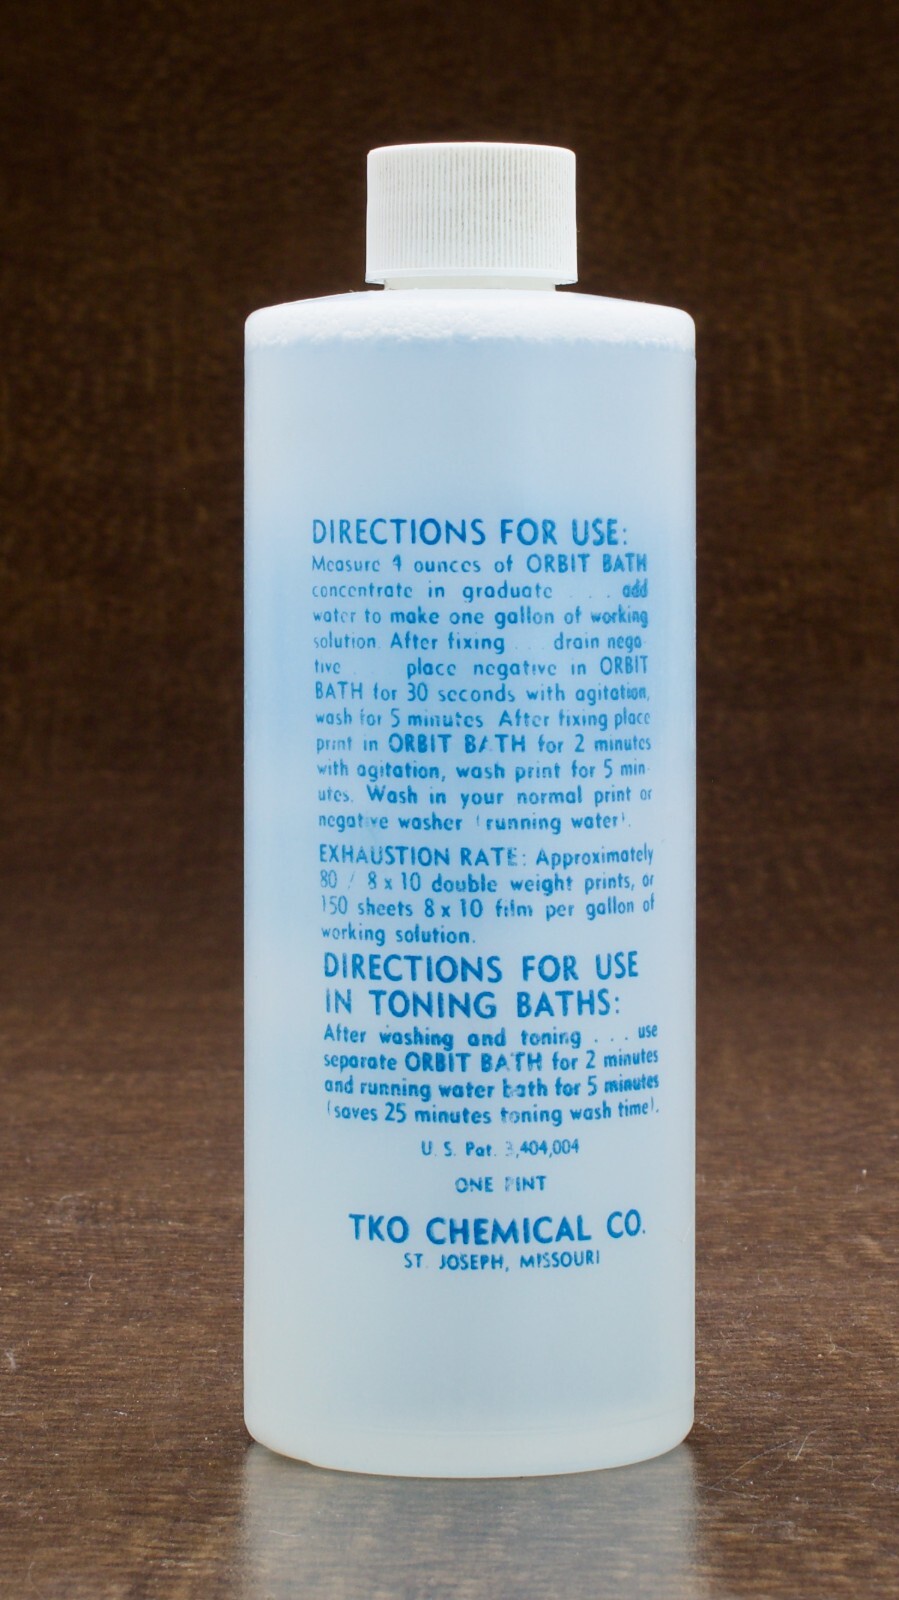 DIRECTIONS FOR USE:
Measure 4 ounces of ORBIT BATH
concentrate in graduate . . . add
water to make one gallon of working
solution. After fixing . . . drain nega-
tive . . . place negative in ORBIT
BATH for 30 seconds with agitation,
wash for 5 minutes. After fixing place
print in ORBIT BATH for 2 minutes
with agitation, wash print for 5 min-
utes. Wash in your normal print or
negative washer (running water).
EXHAUSTION RATE: Approximately
80 / 8 x 10 double weight prints, or
150 sheets 8 x 10 film per gallon of
working solution.
DIRECTIONS FOR USE
IN TONING BATHS:
After washing and toning . . . use
separate ORBIT BATH for 2 minutes
and running water bath for 5 minutes
(saves 25 minutes toning wash time).
U. S. Pat. 3,404,004
ONE PINT
TKO CHEMICAL CO.
ST. JOSEPH, MISSOURI